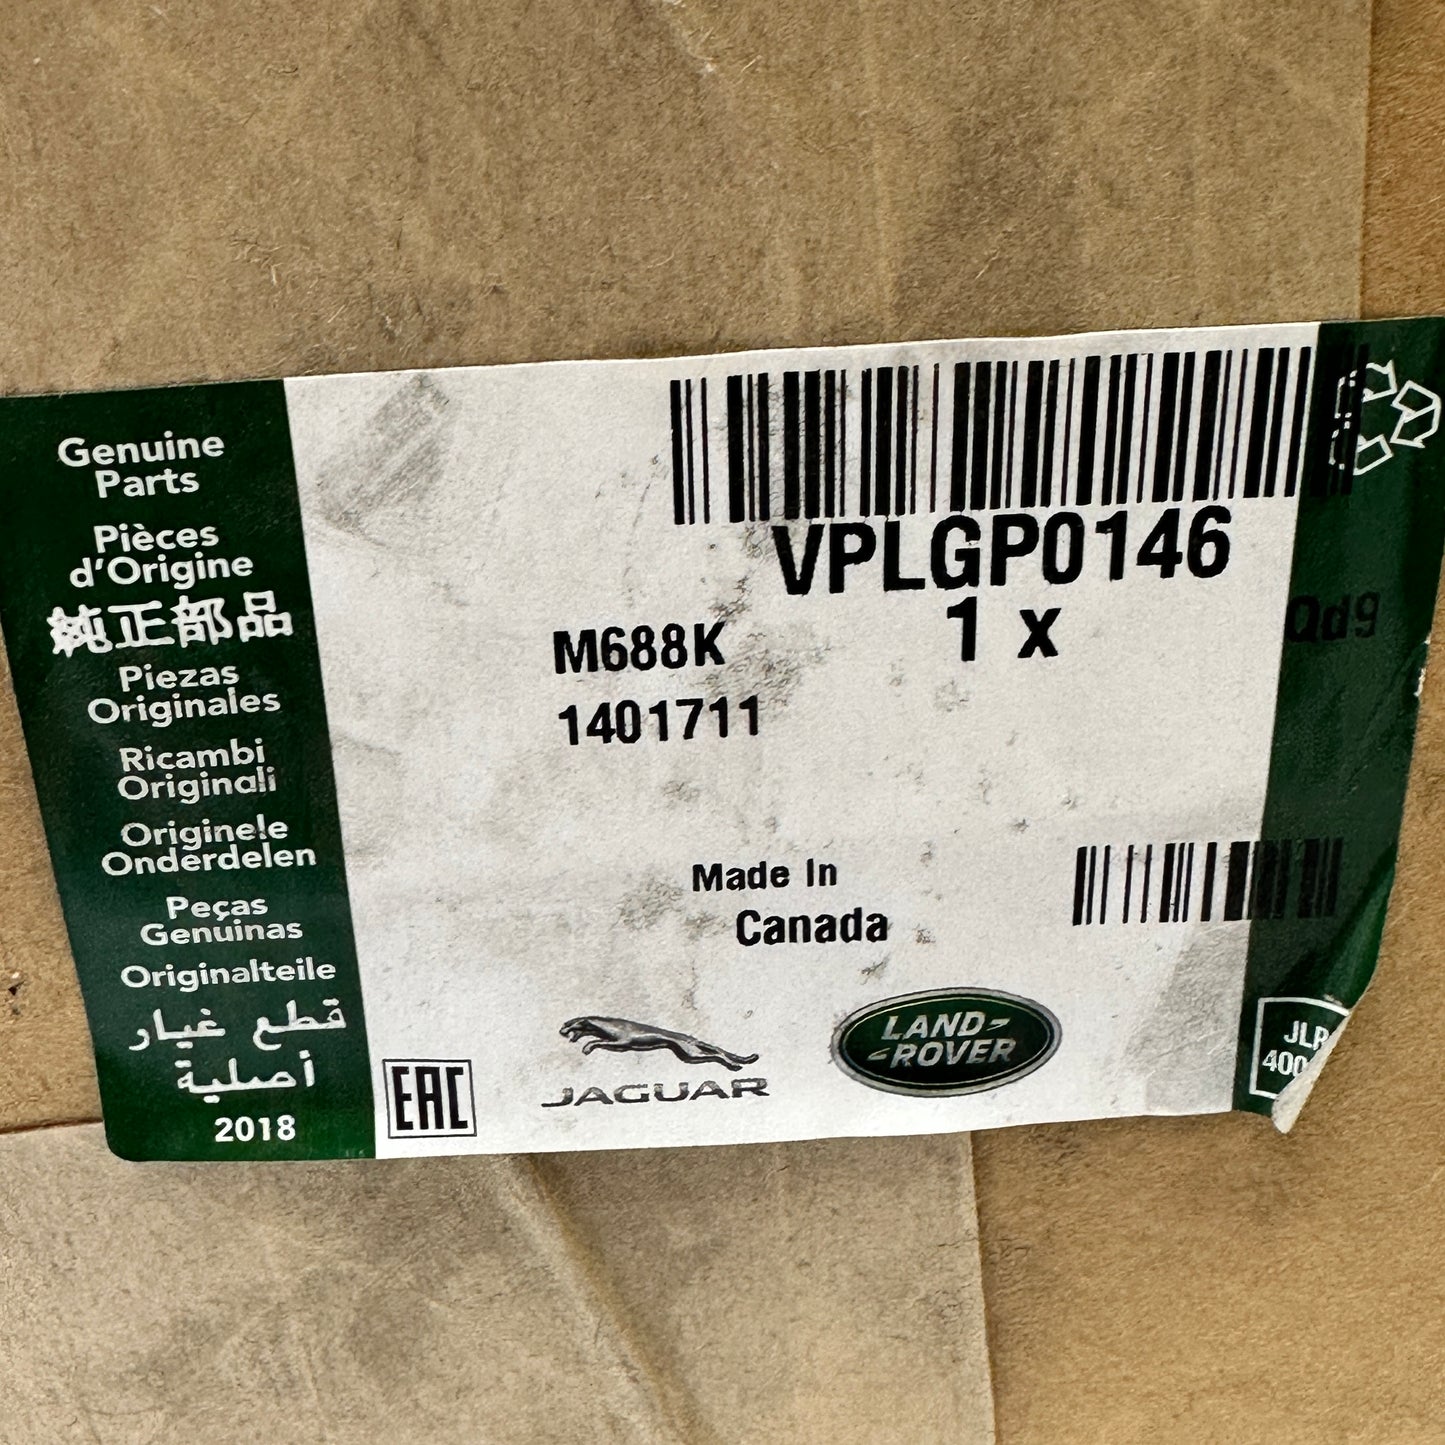 Genuine
Parts
Pièces
d'Origine
純正部品
Piezas
Originales
Ricambi
Originali
Originele
Onderdelen
Peças
Genuinas
Originalteile
قطع غيار
أصلية
2018
VPLGP0146
1 x
M688K
1401711
Made In
Canada
EAC
JAGUAR
LAND-
-ROVER